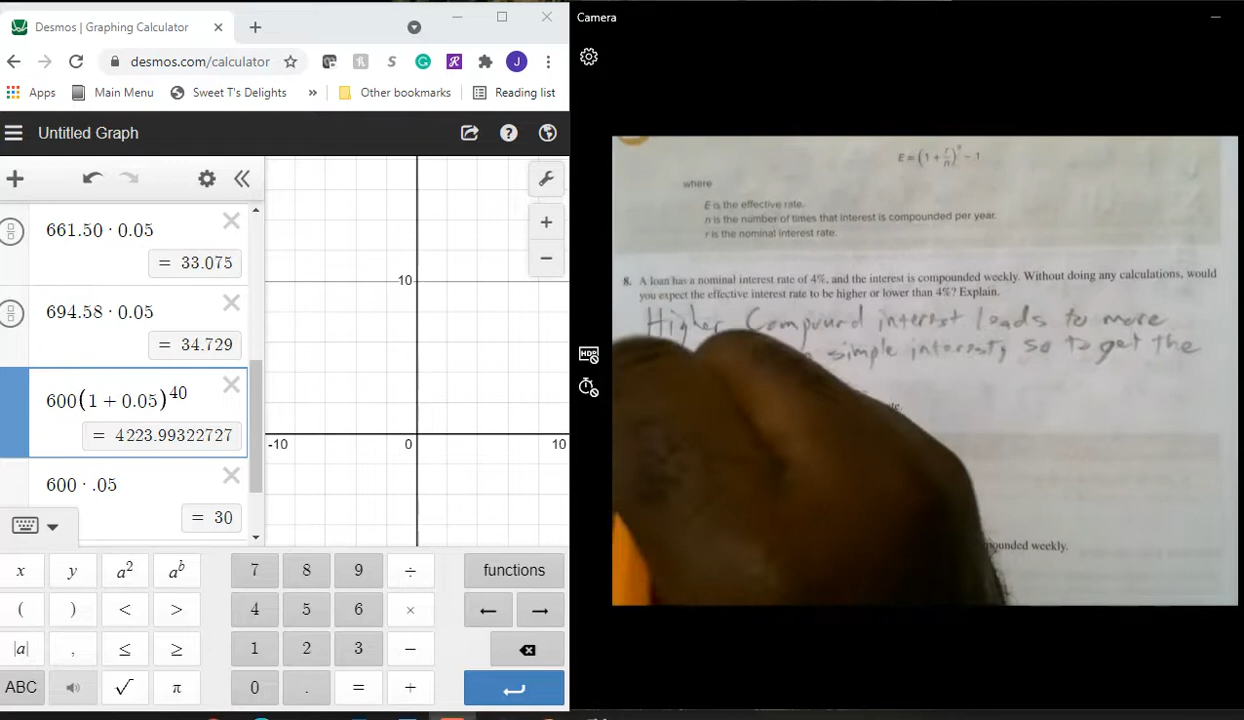 Desmos | Graphing Calculator
desmos.com/calculator
Apps
Main Menu
Sweet T's Delights
»
Other bookmarks
Reading list
Untitled Graph
661.50 · 0.05
= 33.075
694.58 · 0.05
= 34.729
600(1 + 0.05)^40
= 4223.99322727
600 · .05
= 30
10
-10
0
10
x y a² aᵇ 7 8 9 ÷ functions
( ) < > 4 5 6 × ← →
|a| , ≤ ≥ 1 2 3 −
ABC √ π 0 . = +
Camera
E = (1 + r/n)^n − 1
where
E is the effective rate.
n is the number of times that interest is compounded per year.
r is the nominal interest rate.
8. A loan has a nominal interest rate of 4%, and the interest is compounded weekly. Without doing any calculations, would
you expect the effective interest rate to be higher or lower than 4%? Explain.
Higher Compound interest leads to more
simple interest, so to get the
pounded weekly.